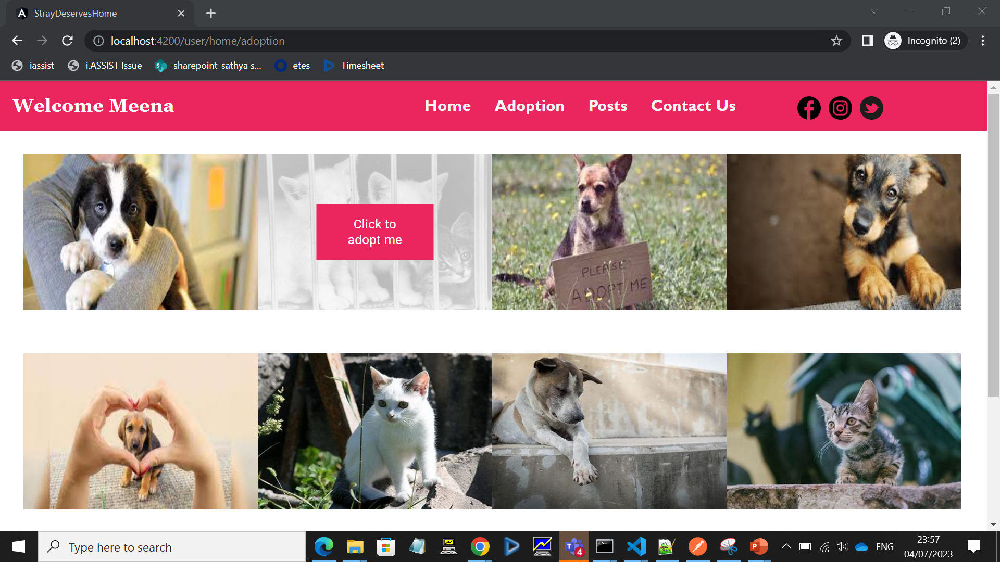 StrayDeservesHome
localhost:4200/user/home/adoption
Incognito (2)
iassist
i.ASSIST Issue
sharepoint_sathya s...
etes
Timesheet
Welcome Meena
Home
Adoption
Posts
Contact Us
Click to
adopt me
PLEASE
ADOPT ME
Type here to search
4
ENG
23:57
04/07/2023